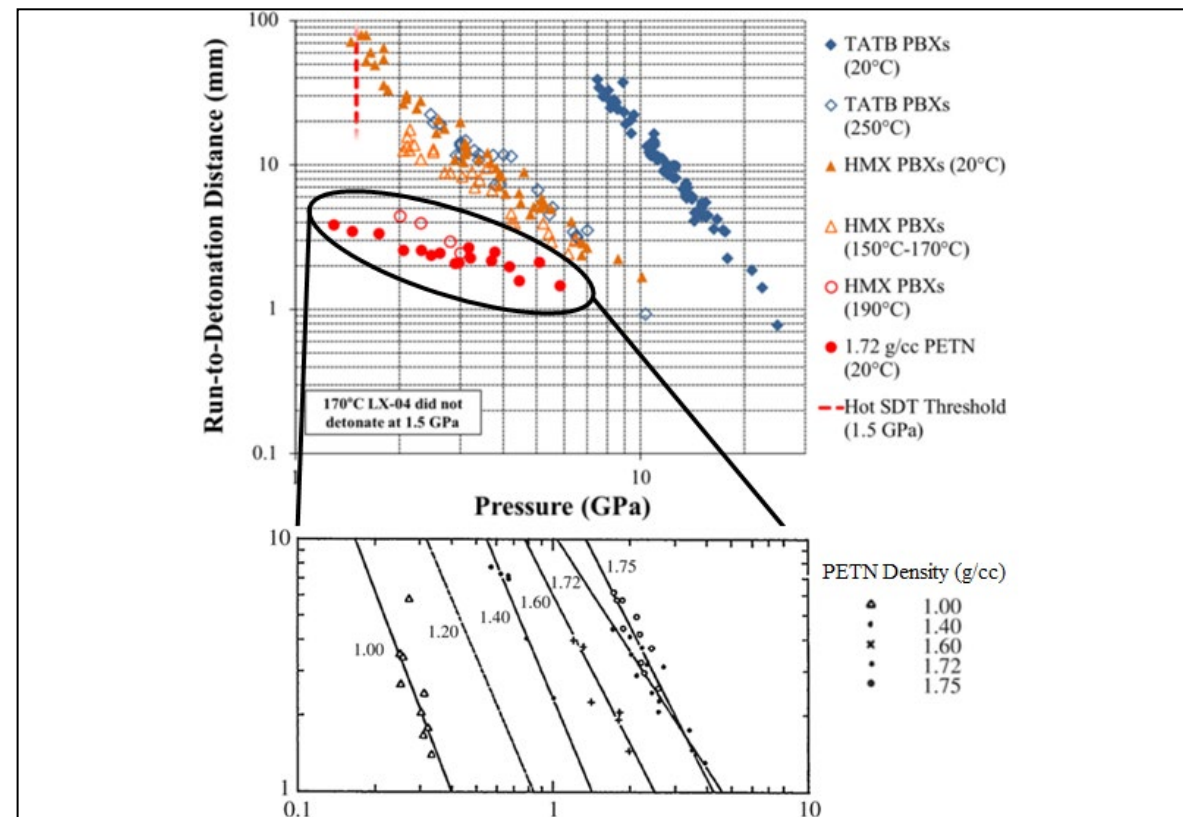 100
10
1
0.1
Run-to-Detonation Distance (mm)
170°C LX-04 did not
detonate at 1.5 GPa
1
10
Pressure (GPa)
TATB PBXs
(20°C)
TATB PBXs
(250°C)
HMX PBXs (20°C)
HMX PBXs
(150°C-170°C)
HMX PBXs
(190°C)
1.72 g/cc PETN
(20°C)
Hot SDT Threshold
(1.5 GPa)
10
1
1.00
1.20
1.40
1.60
1.72
1.75
0.1
1
10
PETN Density (g/cc)
1.00
1.40
1.60
1.72
1.75